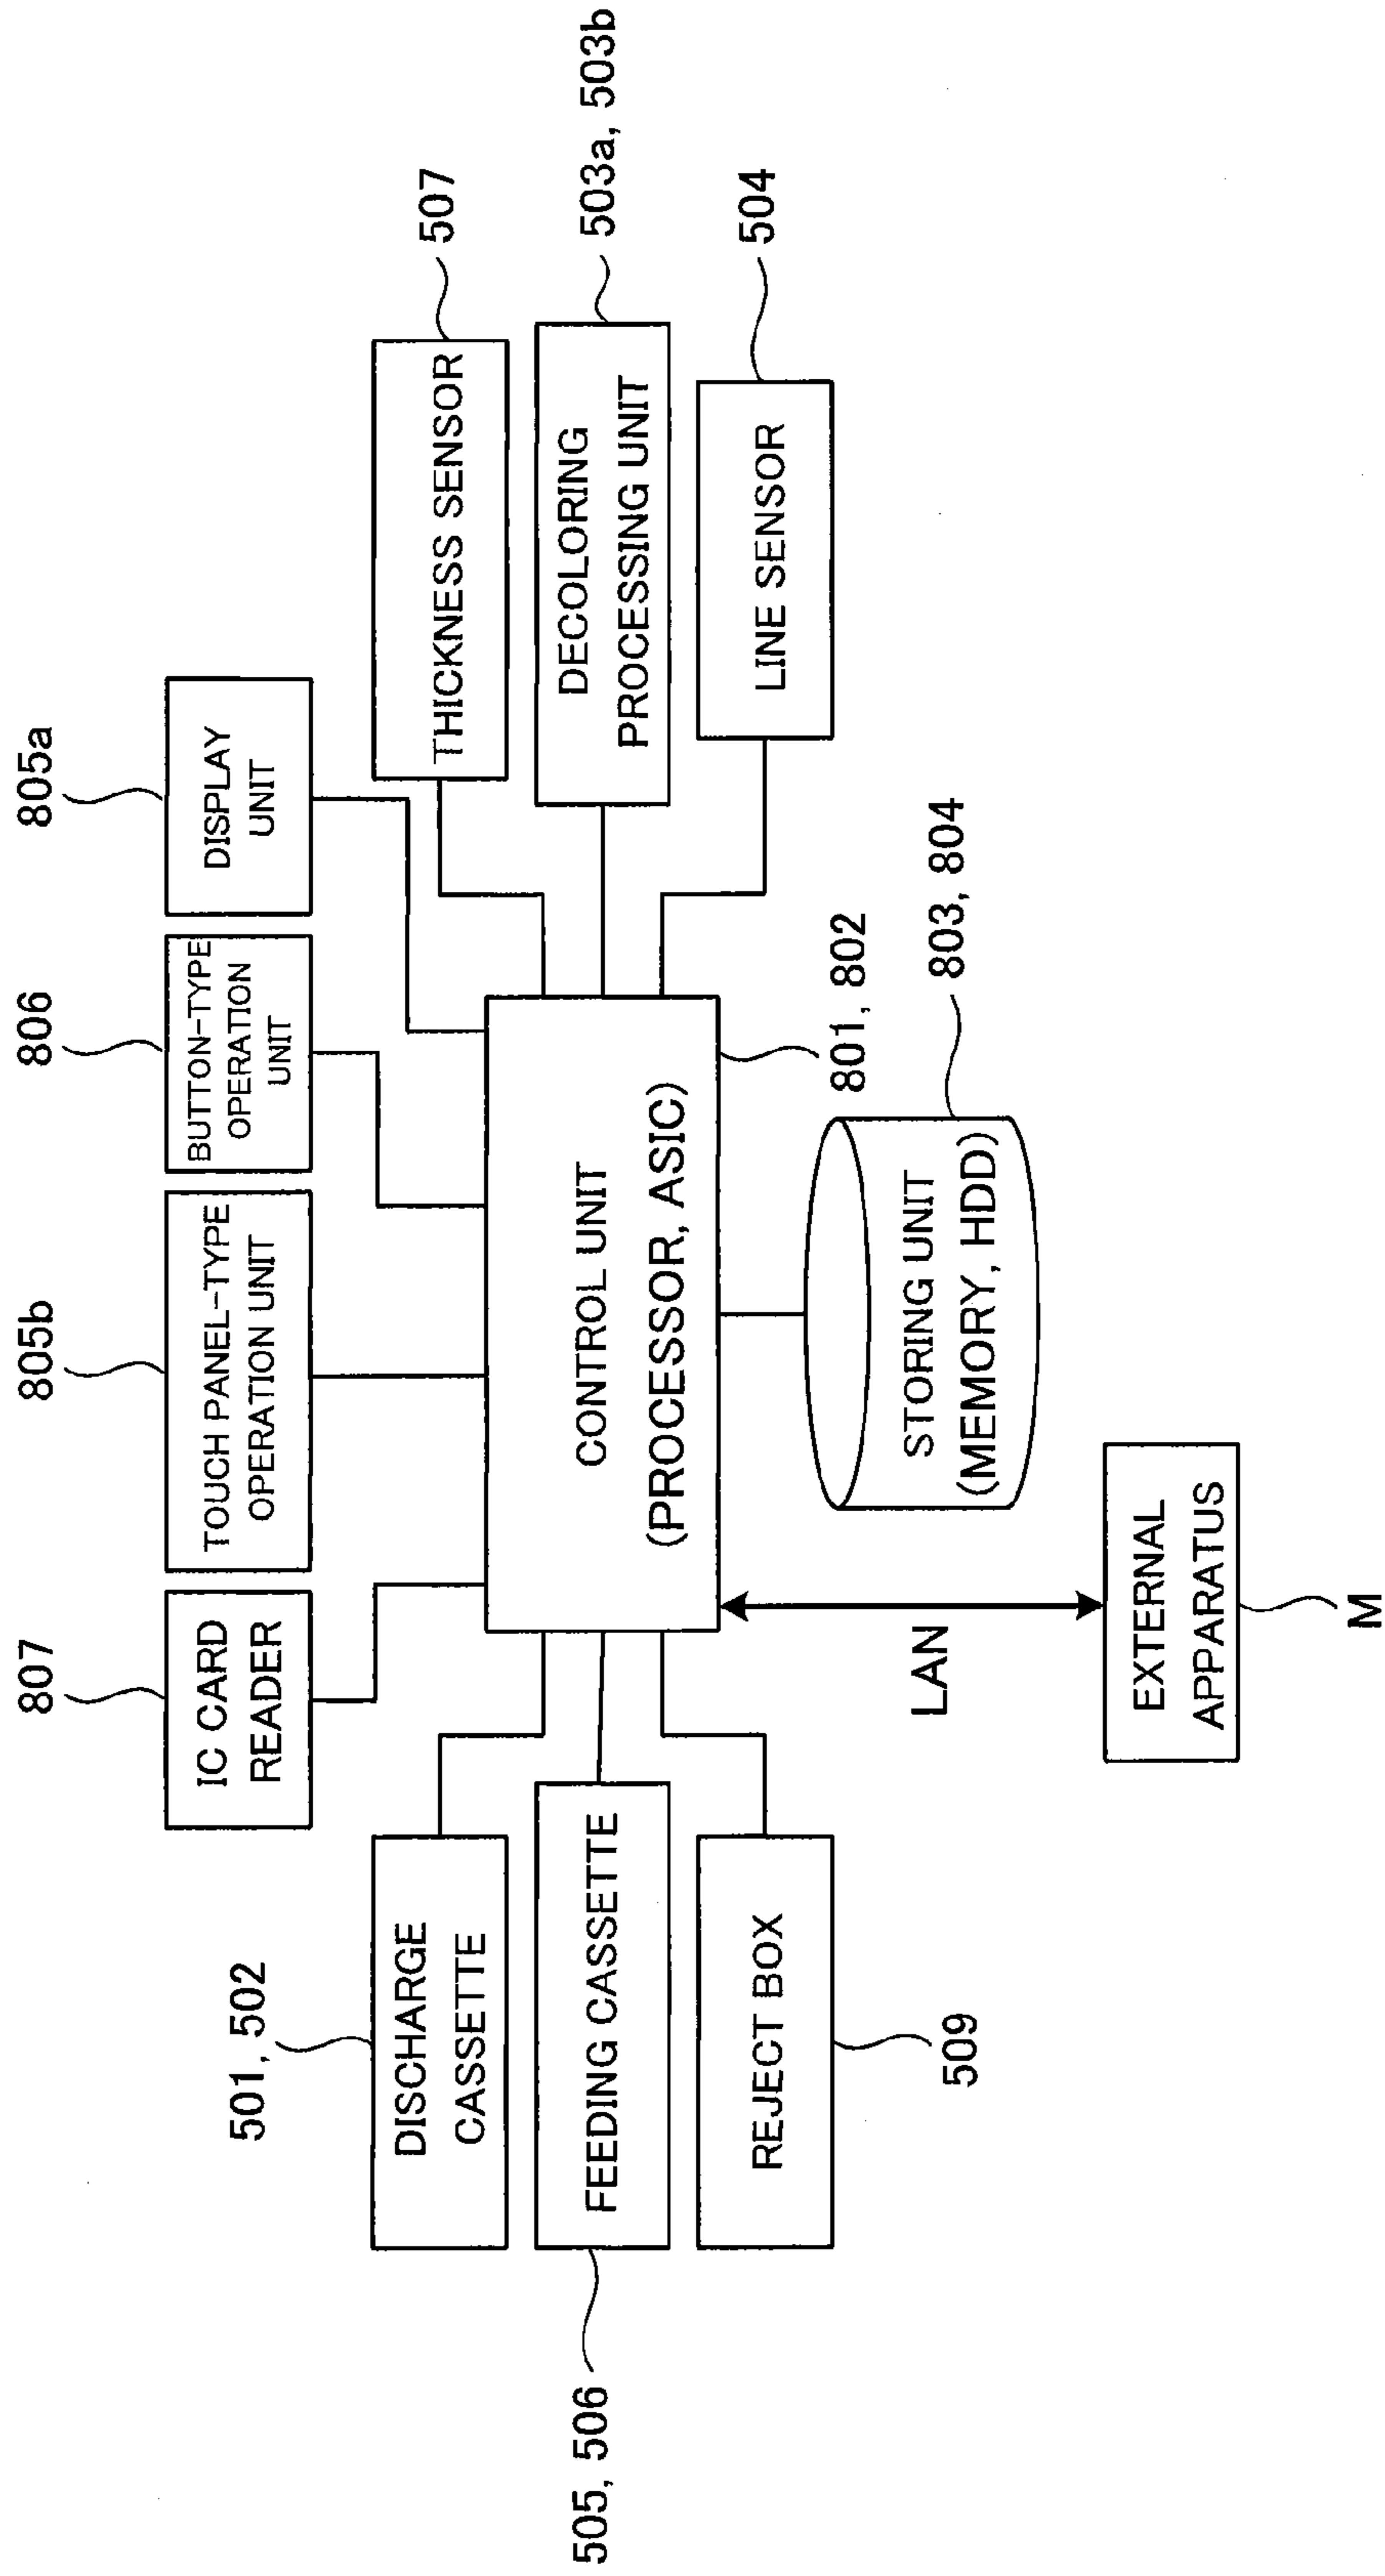 807
805b
806
805a
IC CARD
READER
TOUCH PANEL-TYPE
OPERATION UNIT
BUTTON-TYPE
OPERATION
UNIT
DISPLAY
UNIT
501, 502
DISCHARGE
CASSETTE
505, 506
FEEDING CASSETTE
REJECT BOX
509
CONTROL UNIT
(PROCESSOR, ASIC)
801, 802
THICKNESS SENSOR
507
DECOLORING
PROCESSING UNIT
503a, 503b
LINE SENSOR
504
STORING UNIT
(MEMORY, HDD)
803, 804
LAN
EXTERNAL
APPARATUS
M